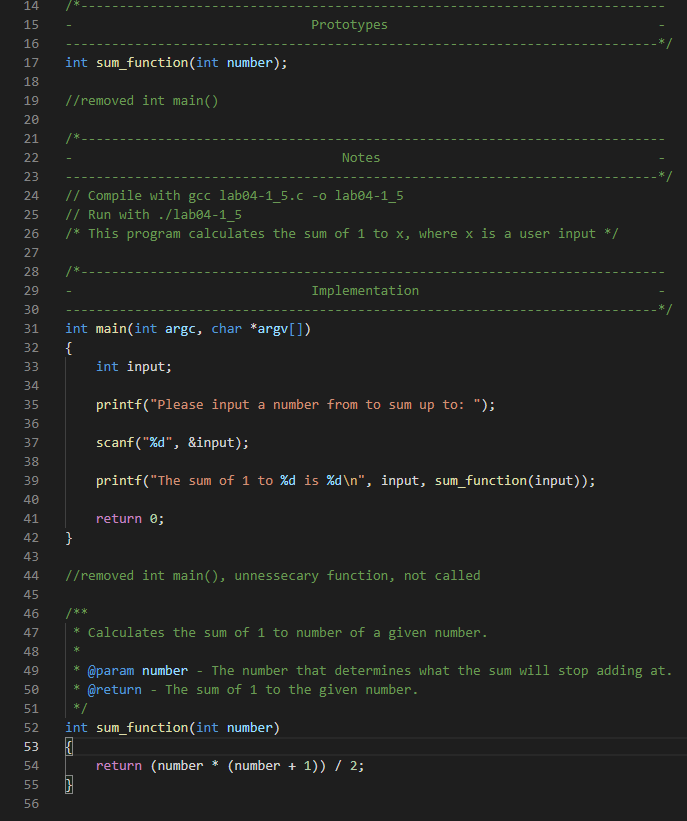 14 /*----------------------------------------------------------------------------
15 - Prototypes -
16 -----------------------------------------------------------------------------*/
17 int sum_function(int number);
18
19 //removed int main()
20
21 /*----------------------------------------------------------------------------
22 - Notes -
23 -----------------------------------------------------------------------------*/
24 // Compile with gcc lab04-1_5.c -o lab04-1_5
25 // Run with ./lab04-1_5
26 /* This program calculates the sum of 1 to x, where x is a user input */
27
28 /*----------------------------------------------------------------------------
29 - Implementation -
30 -----------------------------------------------------------------------------*/
31 int main(int argc, char *argv[])
32 {
33 int input;
34
35 printf("Please input a number from to sum up to: ");
36
37 scanf("%d", &input);
38
39 printf("The sum of 1 to %d is %d\n", input, sum_function(input));
40
41 return 0;
42 }
43
44 //removed int main(), unnessecary function, not called
45
46 /**
47 * Calculates the sum of 1 to number of a given number.
48 *
49 * @param number - The number that determines what the sum will stop adding at.
50 * @return - The sum of 1 to the given number.
51 */
52 int sum_function(int number)
53 {
54 return (number * (number + 1)) / 2;
55 }
56